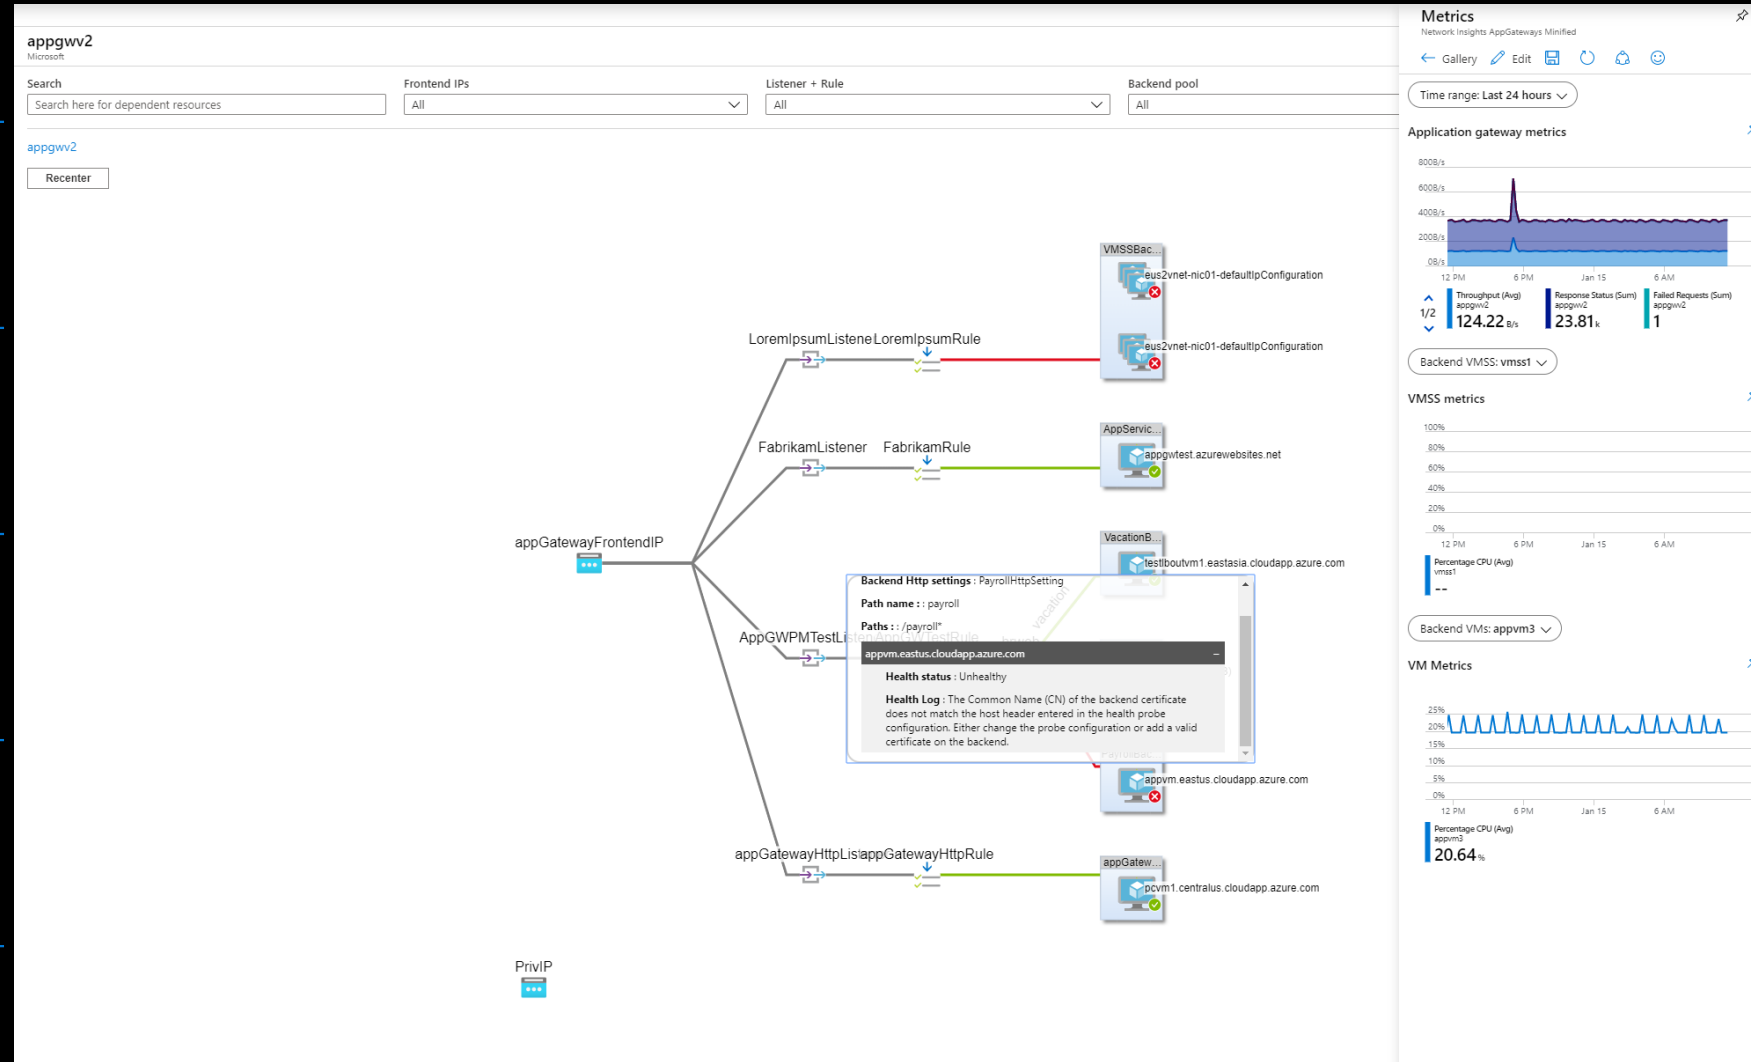 appgwv2
Microsoft
Search
Search here for dependent resources
Frontend IPs
All
Listener + Rule
All
Backend pool
All
appgwv2
Recenter
VMSSBac...
eus2vnet-nic01-defaultIpConfiguration
eus2vnet-nic01-defaultIpConfiguration
LoremIpsumListene
LoremIpsumRule
AppServic...
appgwtest.azurewebsites.net
FabrikamListener
FabrikamRule
appGatewayFrontendIP
VacationB...
testlboutvm1.eastasia.cloudapp.azure.com
vacation
AppGWPMTestListen
AppGWTestRule
Backend Http settings : PayrollHttpSetting
Path name : : payroll
Paths : : /payroll*
appvm.eastus.cloudapp.azure.com
–
Health status : Unhealthy
Health Log : The Common Name (CN) of the backend certificate
does not match the host header entered in the health probe
configuration. Either change the probe configuration or add a valid
certificate on the backend.
PayrollBac...
appvm.eastus.cloudapp.azure.com
appGatewayHttpListe
appGatewayHttpRule
appGatew...
pcvm1.centralus.cloudapp.azure.com
PrivIP
Metrics
Network Insights AppGateways Minified
Gallery
Edit
Time range: Last 24 hours
Application gateway metrics
800B/s
600B/s
400B/s
200B/s
0B/s
12 PM 6 PM Jan 15 6 AM
1/2
Throughput (Avg)
appgwv2
124.22 B/s
Response Status (Sum)
appgwv2
23.81 k
Failed Requests (Sum)
appgwv2
1
Backend VMSS: vmss1
VMSS metrics
100%
80%
60%
40%
20%
0%
12 PM 6 PM Jan 15 6 AM
Percentage CPU (Avg)
vmss1
--
Backend VMs: appvm3
VM Metrics
25%
20%
15%
10%
5%
0%
12 PM 6 PM Jan 15 6 AM
Percentage CPU (Avg)
appvm3
20.64 %